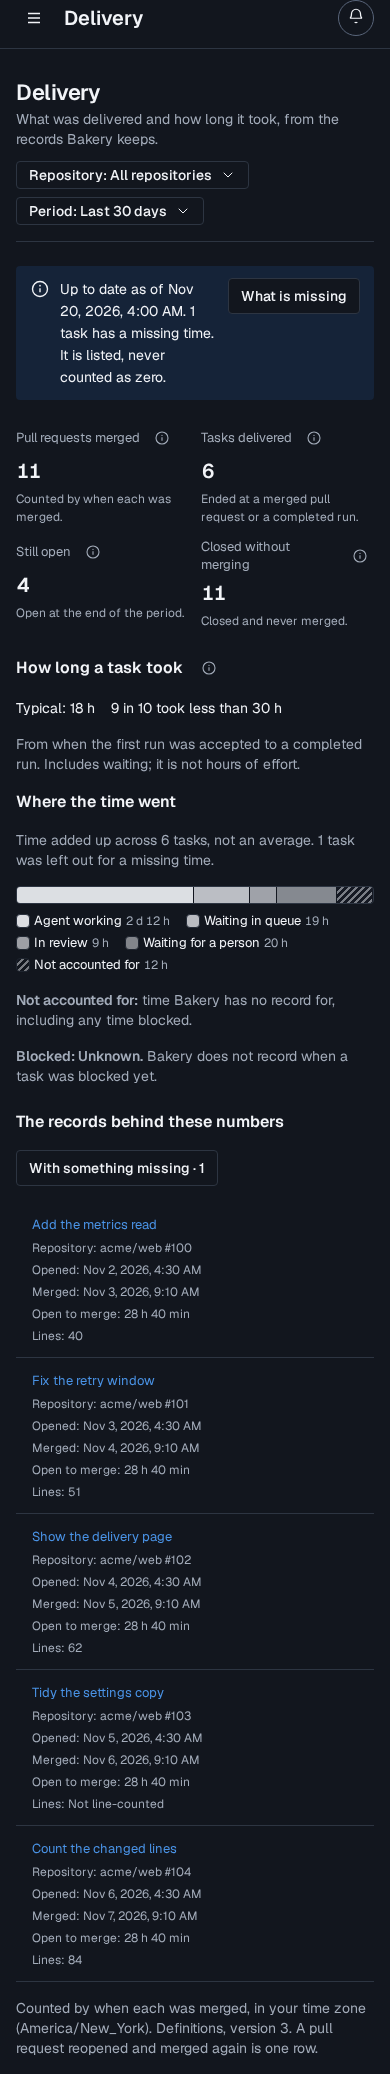 Delivery
Delivery
What was delivered and how long it took, from the
records Bakery keeps.
Repository: All repositories
Period: Last 30 days
Up to date as of Nov
20, 2026, 4:00 AM. 1
task has a missing time.
It is listed, never
counted as zero.
What is missing
Pull requests merged
11
Counted by when each was
merged.
Tasks delivered
6
Ended at a merged pull
request or a completed run.
Still open
4
Open at the end of the period.
Closed without
merging
11
Closed and never merged.
How long a task took
Typical: 18 h 9 in 10 took less than 30 h
From when the first run was accepted to a completed
run. Includes waiting; it is not hours of effort.
Where the time went
Time added up across 6 tasks, not an average. 1 task
was left out for a missing time.
Agent working 2 d 12 h Waiting in queue 19 h
In review 9 h Waiting for a person 20 h
Not accounted for 12 h
Not accounted for: time Bakery has no record for,
including any time blocked.
Blocked: Unknown. Bakery does not record when a
task was blocked yet.
The records behind these numbers
With something missing · 1
Add the metrics read
Repository: acme/web #100
Opened: Nov 2, 2026, 4:30 AM
Merged: Nov 3, 2026, 9:10 AM
Open to merge: 28 h 40 min
Lines: 40
Fix the retry window
Repository: acme/web #101
Opened: Nov 3, 2026, 4:30 AM
Merged: Nov 4, 2026, 9:10 AM
Open to merge: 28 h 40 min
Lines: 51
Show the delivery page
Repository: acme/web #102
Opened: Nov 4, 2026, 4:30 AM
Merged: Nov 5, 2026, 9:10 AM
Open to merge: 28 h 40 min
Lines: 62
Tidy the settings copy
Repository: acme/web #103
Opened: Nov 5, 2026, 4:30 AM
Merged: Nov 6, 2026, 9:10 AM
Open to merge: 28 h 40 min
Lines: Not line-counted
Count the changed lines
Repository: acme/web #104
Opened: Nov 6, 2026, 4:30 AM
Merged: Nov 7, 2026, 9:10 AM
Open to merge: 28 h 40 min
Lines: 84
Counted by when each was merged, in your time zone
(America/New_York). Definitions, version 3. A pull
request reopened and merged again is one row.